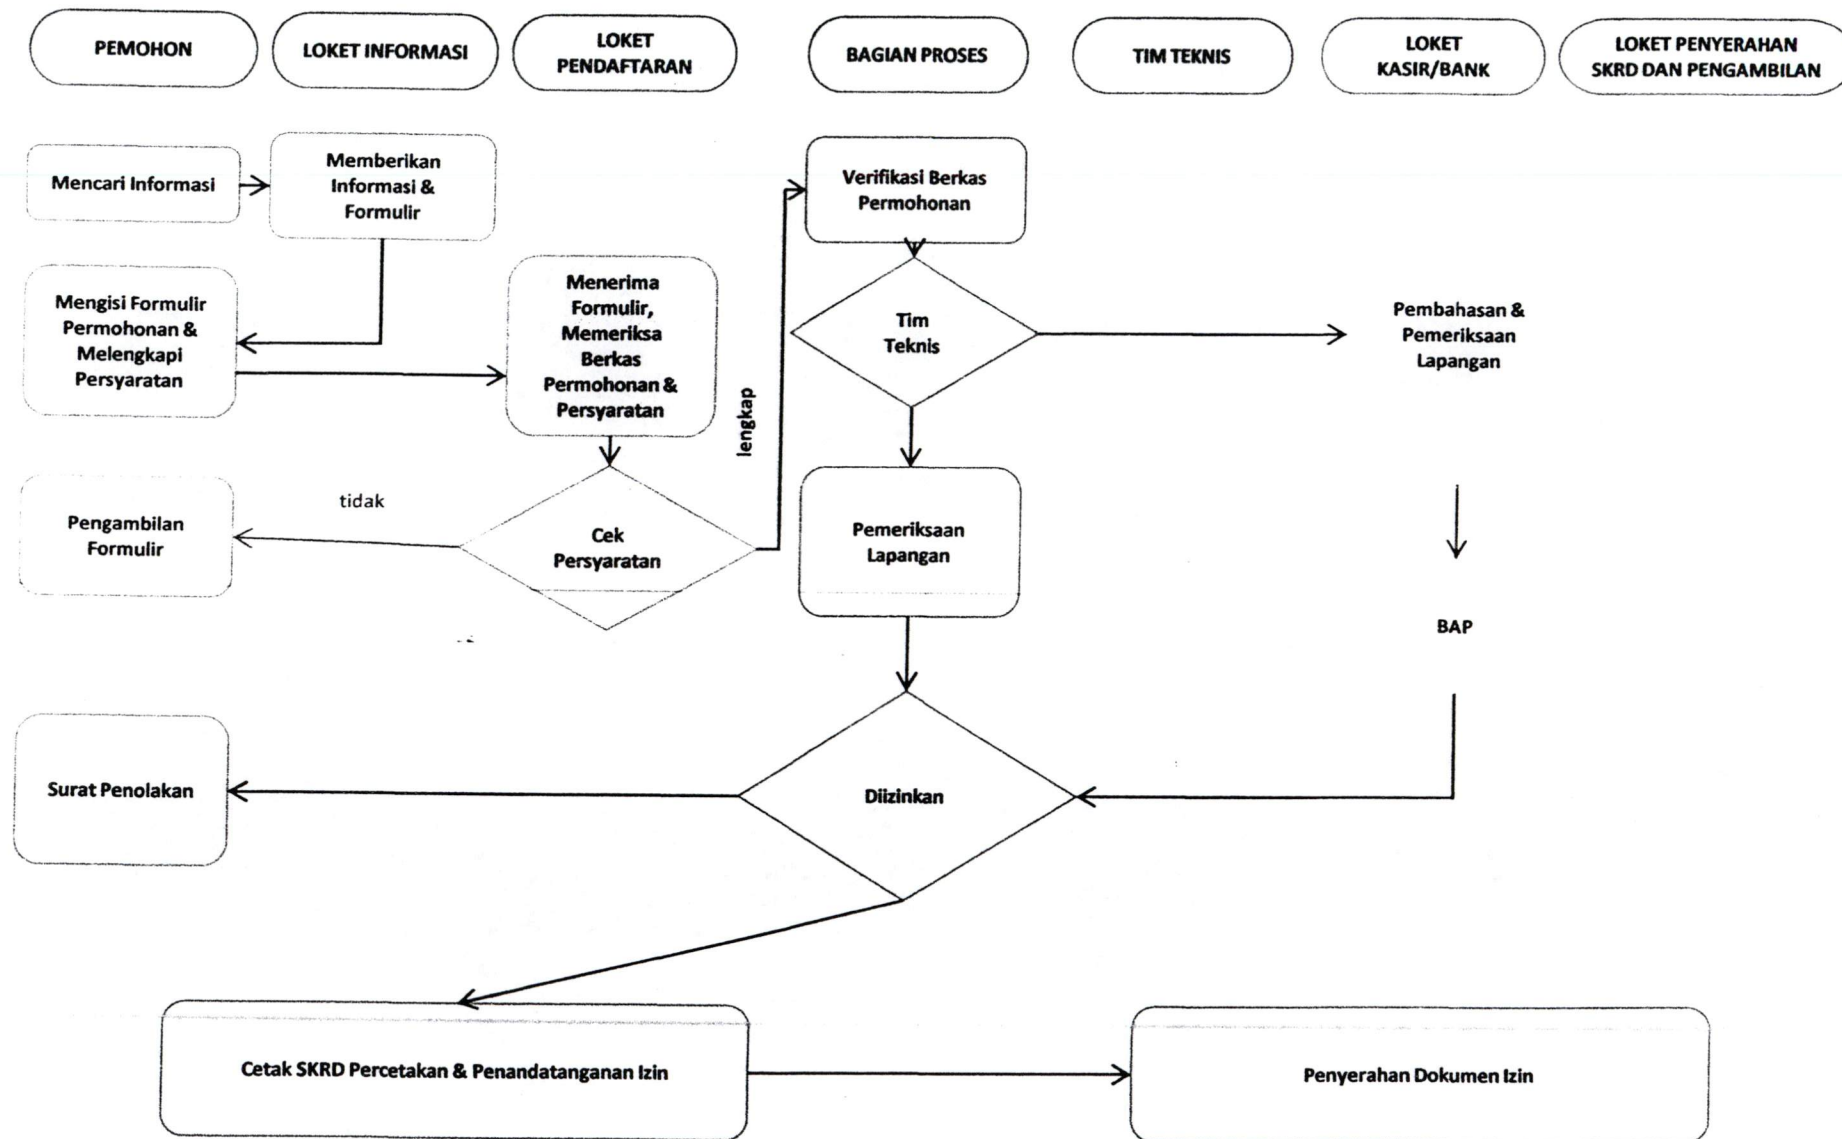 PEMOHON
LOKET INFORMASI
LOKET
PENDAFTARAN
BAGIAN PROSES
TIM TEKNIS
LOKET
KASIR/BANK
LOKET PENYERAHAN
SKRD DAN PENGAMBILAN
Mencari Informasi
Memberikan
Informasi &
Formulir
Verifikasi Berkas
Permohonan
Mengisi Formulir
Permohonan &
Melengkapi
Persyaratan
Menerima
Formulir,
Memeriksa
Berkas
Permohonan &
Persyaratan
lengkap
Tim
Teknis
Pembahasan &
Pemeriksaan
Lapangan
Pengambilan
Formulir
tidak
Cek
Persyaratan
Pemeriksaan
Lapangan
BAP
Surat Penolakan
Diizinkan
Cetak SKRD Percetakan & Penandatanganan Izin
Penyerahan Dokumen Izin